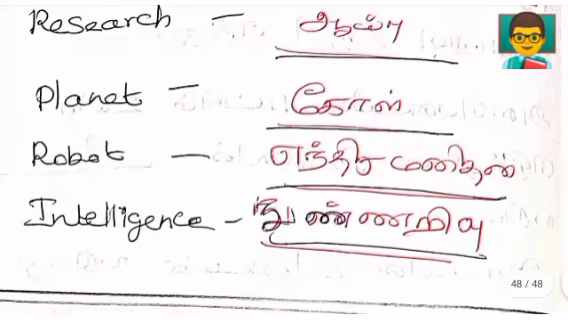 Research - ஆய்வு
Planet - கோள்
Robot - எந்திர மனிதன்
Intelligence - நுண்ணறிவு
48 / 48